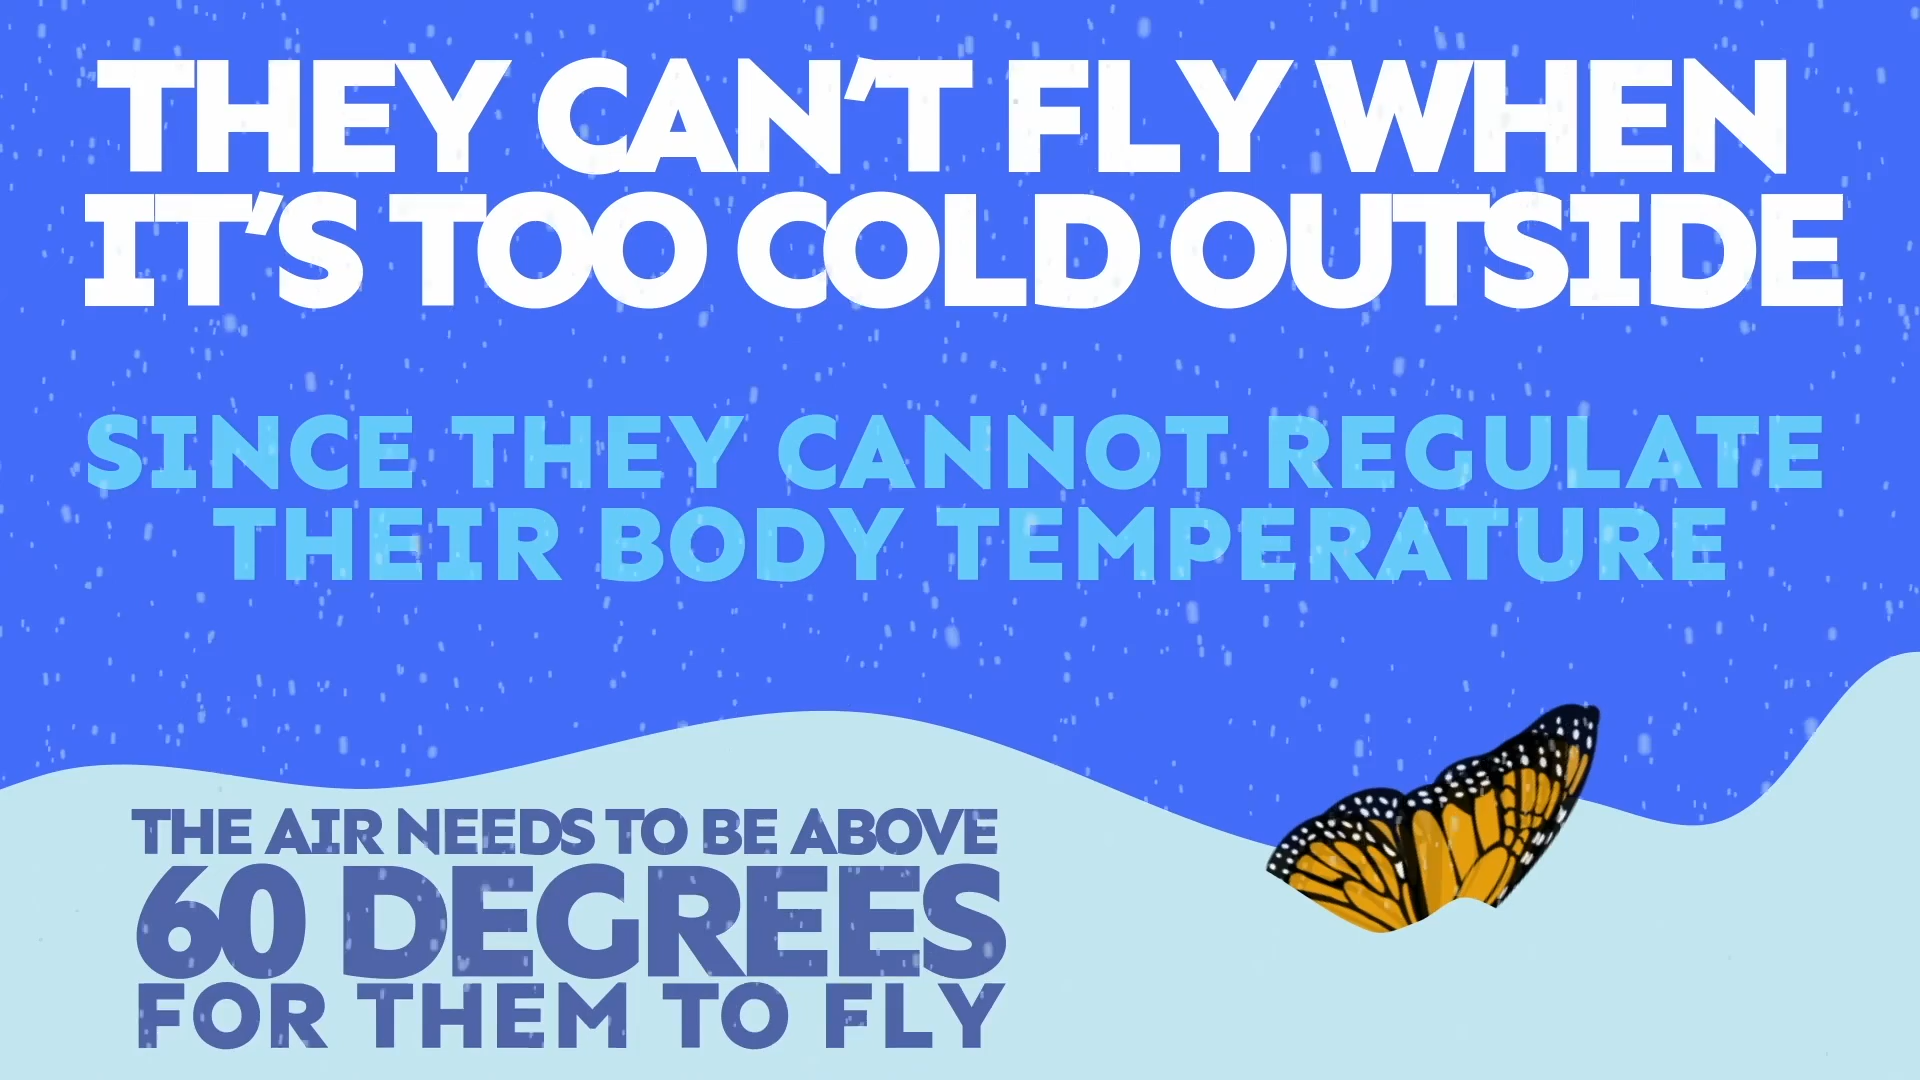 THEY CAN'T FLY WHEN
IT'S TOO COLD OUTSIDE
SINCE THEY CANNOT REGULATE
THEIR BODY TEMPERATURE
THE AIR NEEDS TO BE ABOVE
60 DEGREES
FOR THEM TO FLY